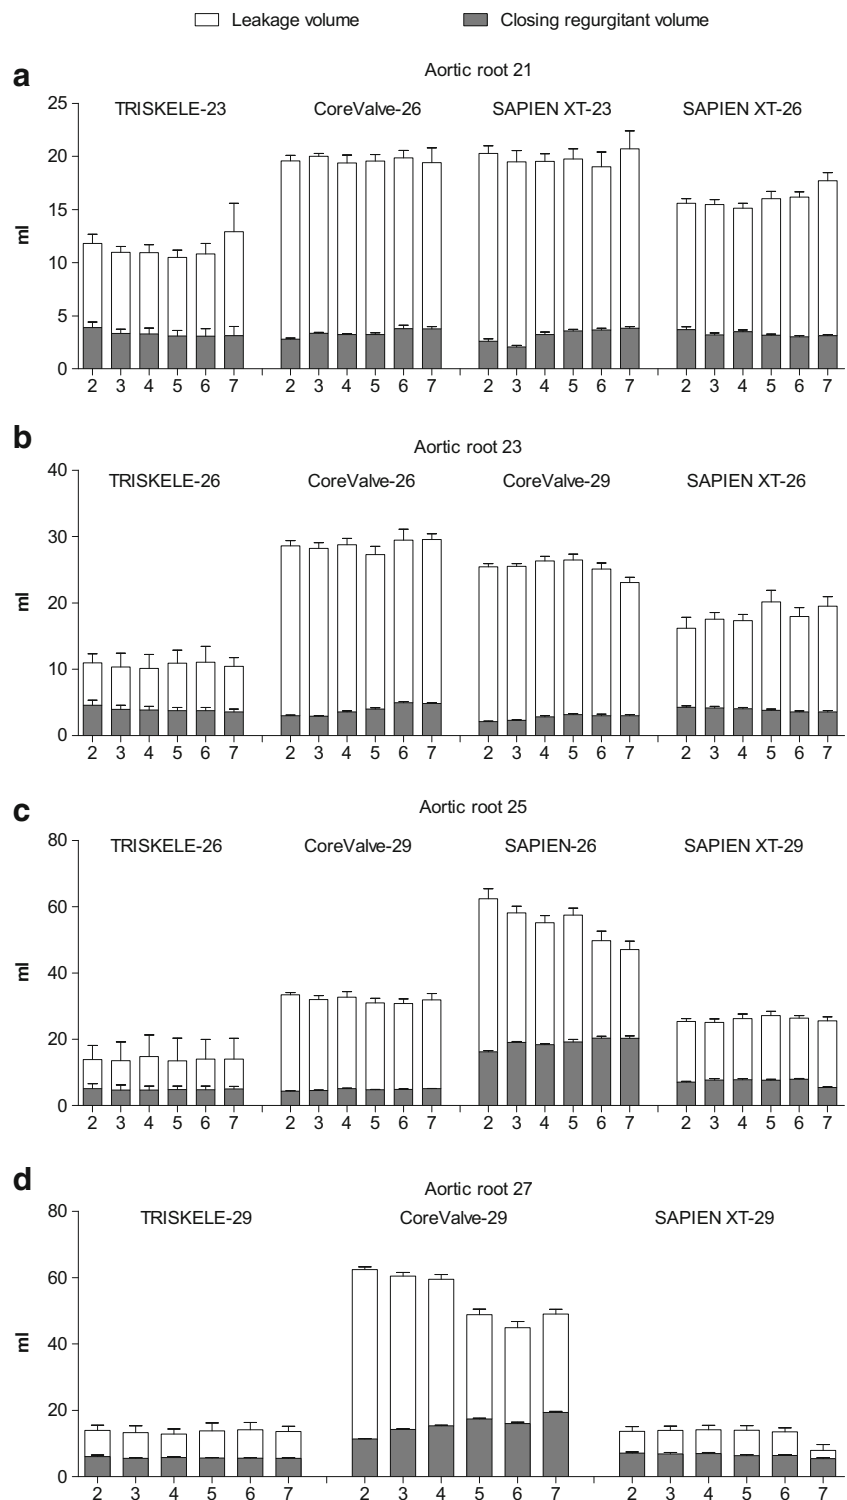 Leakage volume Closing regurgitant volume
a
Aortic root 21
TRISKELE-23 CoreValve-26 SAPIEN XT-23 SAPIEN XT-26
25
20
15
10
5
0
ml
2 3 4 5 6 7 2 3 4 5 6 7 2 3 4 5 6 7 2 3 4 5 6 7
b
Aortic root 23
TRISKELE-26 CoreValve-26 CoreValve-29 SAPIEN XT-26
40
30
20
10
0
ml
2 3 4 5 6 7 2 3 4 5 6 7 2 3 4 5 6 7 2 3 4 5 6 7
c
Aortic root 25
TRISKELE-26 CoreValve-29 SAPIEN-26 SAPIEN XT-29
80
60
40
20
0
ml
2 3 4 5 6 7 2 3 4 5 6 7 2 3 4 5 6 7 2 3 4 5 6 7
d
Aortic root 27
TRISKELE-29 CoreValve-29 SAPIEN XT-29
80
60
40
20
0
ml
2 3 4 5 6 7 2 3 4 5 6 7 2 3 4 5 6 7